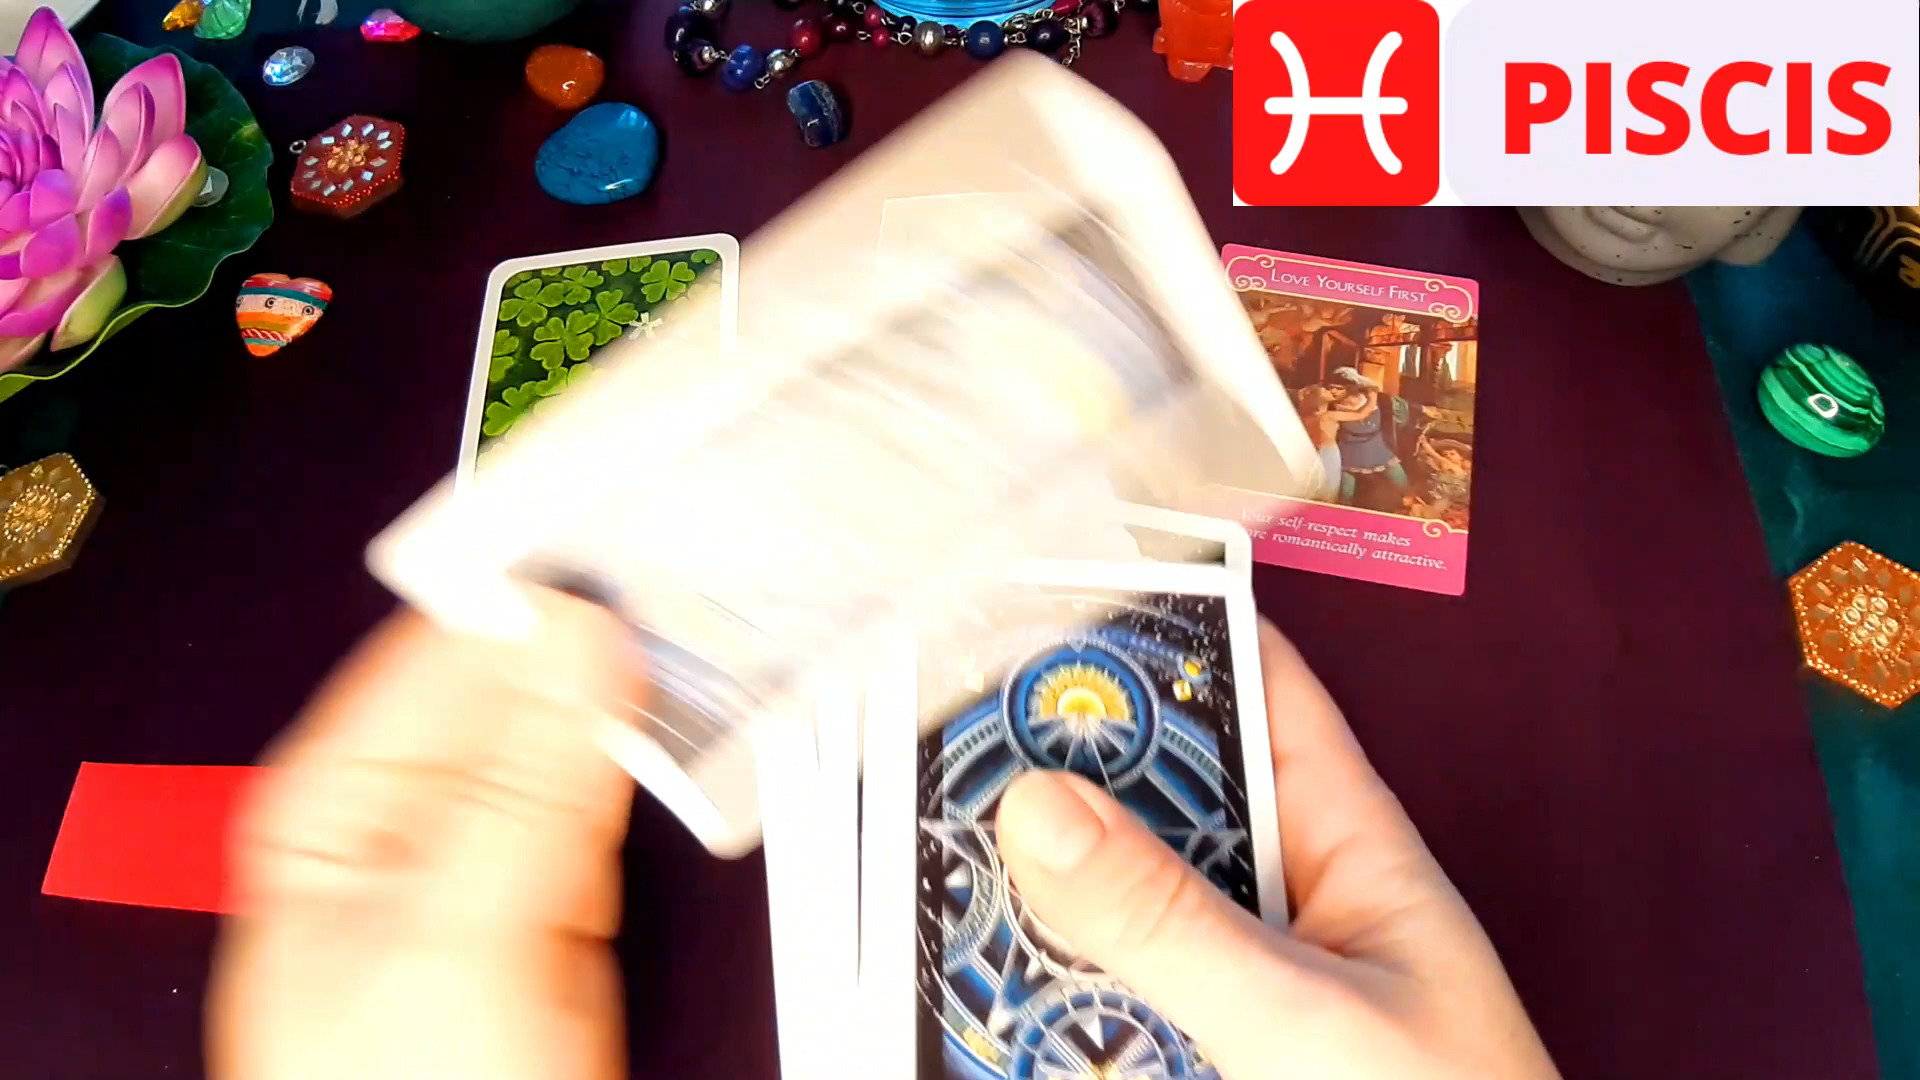 PISCIS
LOVE YOURSELF FIRST
self-respect makes
romantically attractive.